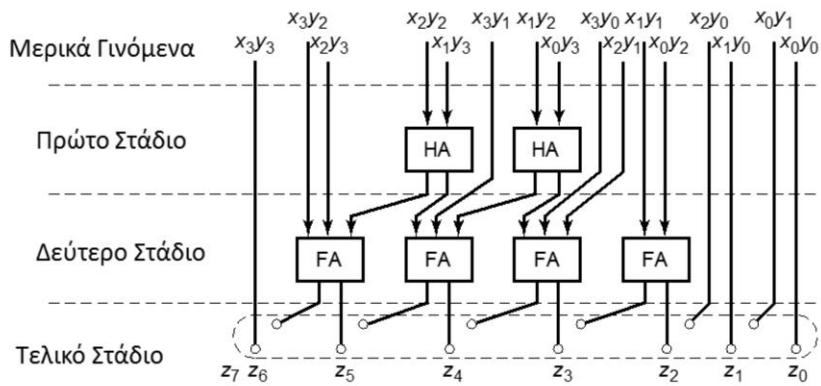 x3y2 x2y2 x3y1 x1y2 x3y0 x1y1 x2y0 x0y1
Μερικά Γινόμενα x3y3 x2y3 x1y3 x0y3 x2y1 x0y2 x1y0 x0y0
Πρώτο Στάδιο HA HA
Δεύτερο Στάδιο FA FA FA FA
Τελικό Στάδιο z7 z6 z5 z4 z3 z2 z1 z0